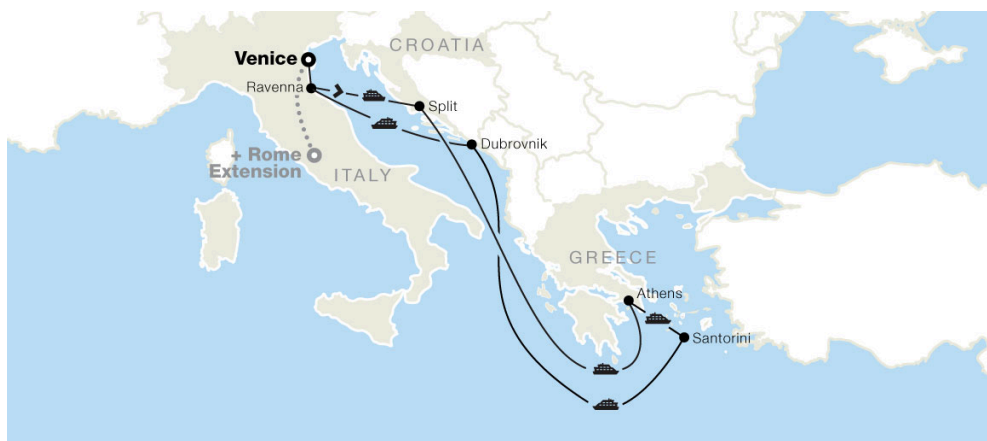 CROATIA
Venice
Ravenna
Split
Dubrovnik
+ Rome
Extension
ITALY
GREECE
Athens
Santorini